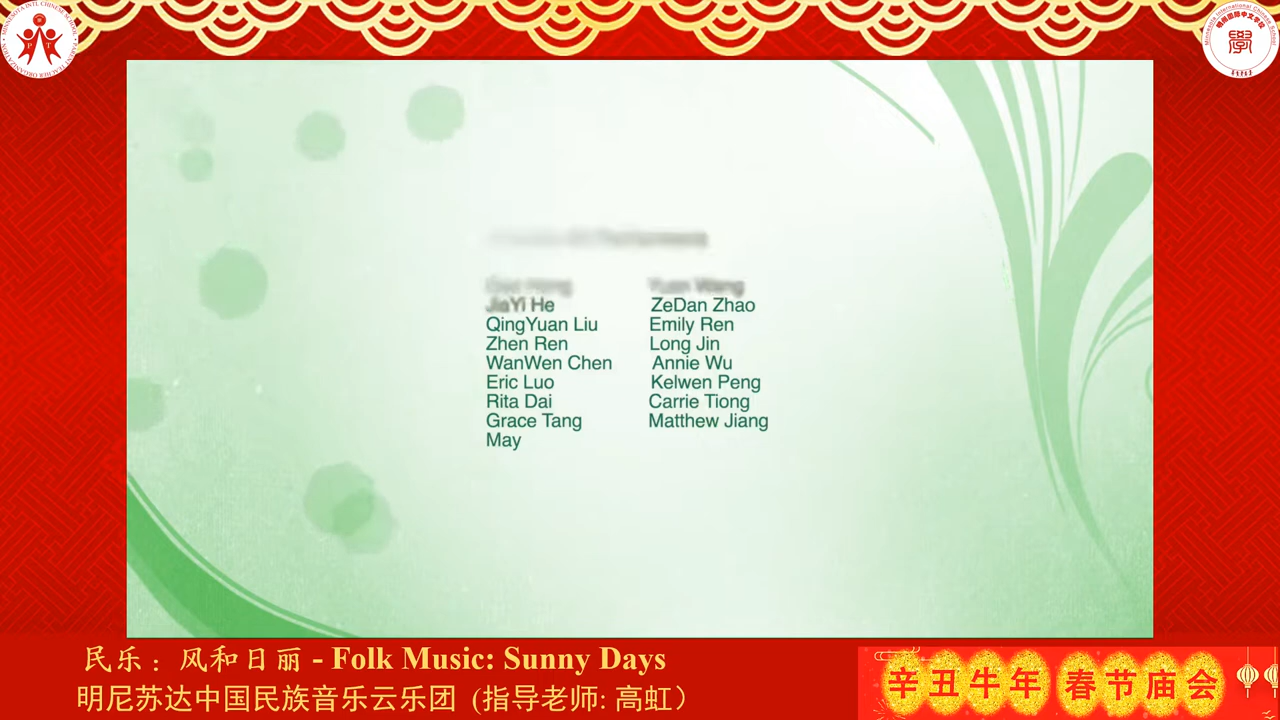 JiaYi He ZeDan Zhao
QingYuan Liu Emily Ren
Zhen Ren Long Jin
WanWen Chen Annie Wu
Eric Luo Kelwen Peng
Rita Dai Carrie Tiong
Grace Tang Matthew Jiang
May
民乐：风和日丽 - Folk Music: Sunny Days
明尼苏达中国民族音乐云乐团 (指导老师: 高虹）
辛丑牛年 春节庙会